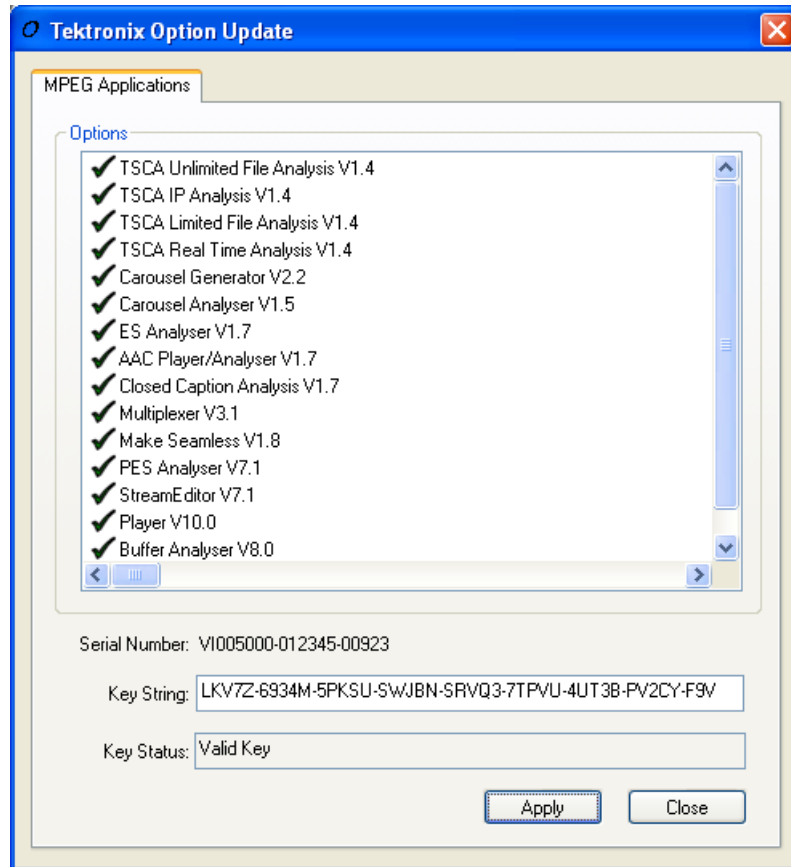 Tektronix Option Update
MPEG Applications
Options
TSCA Unlimited File Analysis V1.4
TSCA IP Analysis V1.4
TSCA Limited File Analysis V1.4
TSCA Real Time Analysis V1.4
Carousel Generator V2.2
Carousel Analyser V1.5
ES Analyser V1.7
AAC Player/Analyser V1.7
Closed Caption Analysis V1.7
Multiplexer V3.1
Make Seamless V1.8
PES Analyser V7.1
StreamEditor V7.1
Player V10.0
Buffer Analyser V8.0
Serial Number: VI005000-012345-00923
Key String: LKV7Z-6934M-5PKSU-SWJBN-SRVQ3-7TPVU-4UT3B-PV2CY-F9V
Key Status: Valid Key
Apply Close